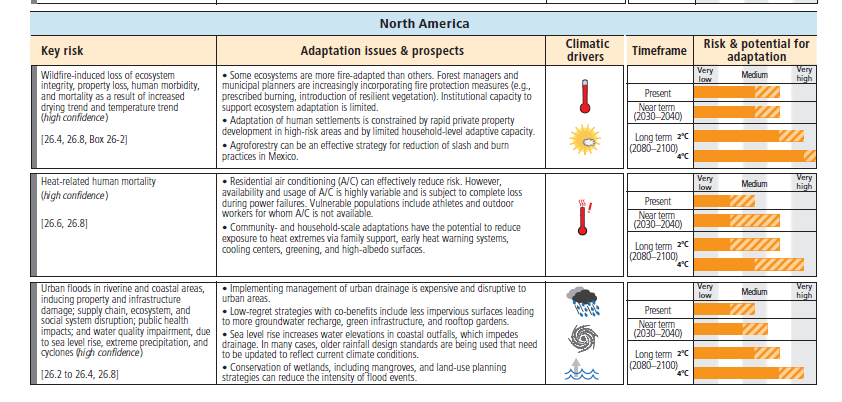 North America
Key risk
Adaptation issues & prospects
Climatic
drivers
Timeframe
Risk & potential for
adaptation
Wildfire-induced loss of ecosystem
integrity, property loss, human morbidity,
and mortality as a result of increased
drying trend and temperature trend
(high confidence)
[26.4, 26.8, Box 26-2]
• Some ecosystems are more fire-adapted than others. Forest managers and
municipal planners are increasingly incorporating fire protection measures (e.g.,
prescribed burning, introduction of resilient vegetation). Institutional capacity to
support ecosystem adaptation is limited.
• Adaptation of human settlements is constrained by rapid private property
development in high-risk areas and by limited household-level adaptive capacity.
• Agroforestry can be an effective strategy for reduction of slash and burn
practices in Mexico.
Very
low
Medium
Very
high
Present
Near term
(2030–2040)
Long term 2°C
(2080–2100)
4°C
Heat-related human mortality
(high confidence)
[26.6, 26.8]
• Residential air conditioning (A/C) can effectively reduce risk. However,
availability and usage of A/C is highly variable and is subject to complete loss
during power failures. Vulnerable populations include athletes and outdoor
workers for whom A/C is not available.
• Community- and household-scale adaptations have the potential to reduce
exposure to heat extremes via family support, early heat warning systems,
cooling centers, greening, and high-albedo surfaces.
!
Very
low
Medium
Very
high
Present
Near term
(2030–2040)
Long term 2°C
(2080–2100)
4°C
Urban floods in riverine and coastal areas,
inducing property and infrastructure
damage; supply chain, ecosystem, and
social system disruption; public health
impacts; and water quality impairment, due
to sea level rise, extreme precipitation, and
cyclones (high confidence)
[26.2 to 26.4, 26.8]
• Implementing management of urban drainage is expensive and disruptive to
urban areas.
• Low-regret strategies with co-benefits include less impervious surfaces leading
to more groundwater recharge, green infrastructure, and rooftop gardens.
• Sea level rise increases water elevations in coastal outfalls, which impedes
drainage. In many cases, older rainfall design standards are being used that need
to be updated to reflect current climate conditions.
• Conservation of wetlands, including mangroves, and land-use planning
strategies can reduce the intensity of flood events.
Very
low
Medium
Very
high
Present
Near term
(2030–2040)
Long term 2°C
(2080–2100)
4°C